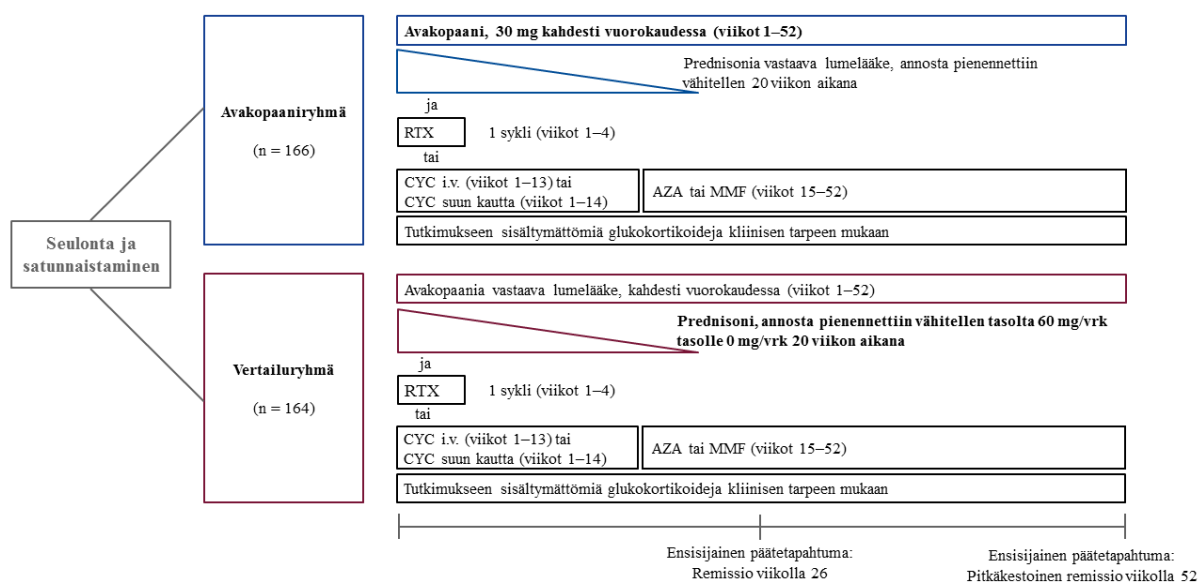 Seulonta ja
satunnaistaminen
Avakopaaniryhmä
(n = 166)
Avakopaani, 30 mg kahdesti vuorokaudessa (viikot 1–52)
Prednisonia vastaava lumelääke, annosta pienennettiin
vähitellen 20 viikon aikana
ja
RTX
1 sykli (viikot 1–4)
tai
CYC i.v. (viikot 1–13) tai
CYC suun kautta (viikot 1–14)
AZA tai MMF (viikot 15–52)
Tutkimukseen sisältymättömiä glukokortikoideja kliinisen tarpeen mukaan
Vertailuryhmä
(n = 164)
Avakopaania vastaava lumelääke, kahdesti vuorokaudessa (viikot 1–52)
Prednisoni, annosta pienennettiin vähitellen tasolta 60 mg/vrk
tasolle 0 mg/vrk 20 viikon aikana
ja
RTX
1 sykli (viikot 1–4)
tai
CYC i.v. (viikot 1–13) tai
CYC suun kautta (viikot 1–14)
AZA tai MMF (viikot 15–52)
Tutkimukseen sisältymättömiä glukokortikoideja kliinisen tarpeen mukaan
Ensisijainen päätetapahtuma:
Remissio viikolla 26
Ensisijainen päätetapahtuma:
Pitkäkestoinen remissio viikolla 52